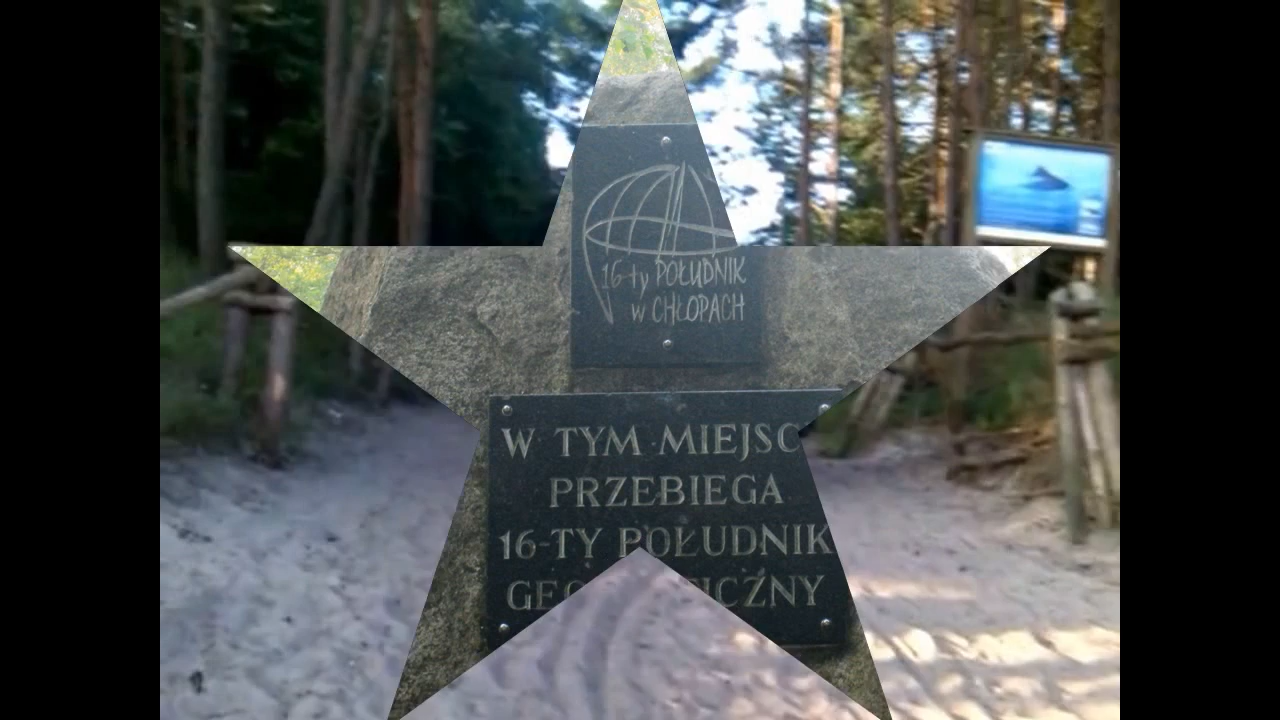 16-ty POŁUDNIK
w CHŁOPACH
W TYM MIEJSC
PRZEBIEGA
16-TY POŁUDNIK